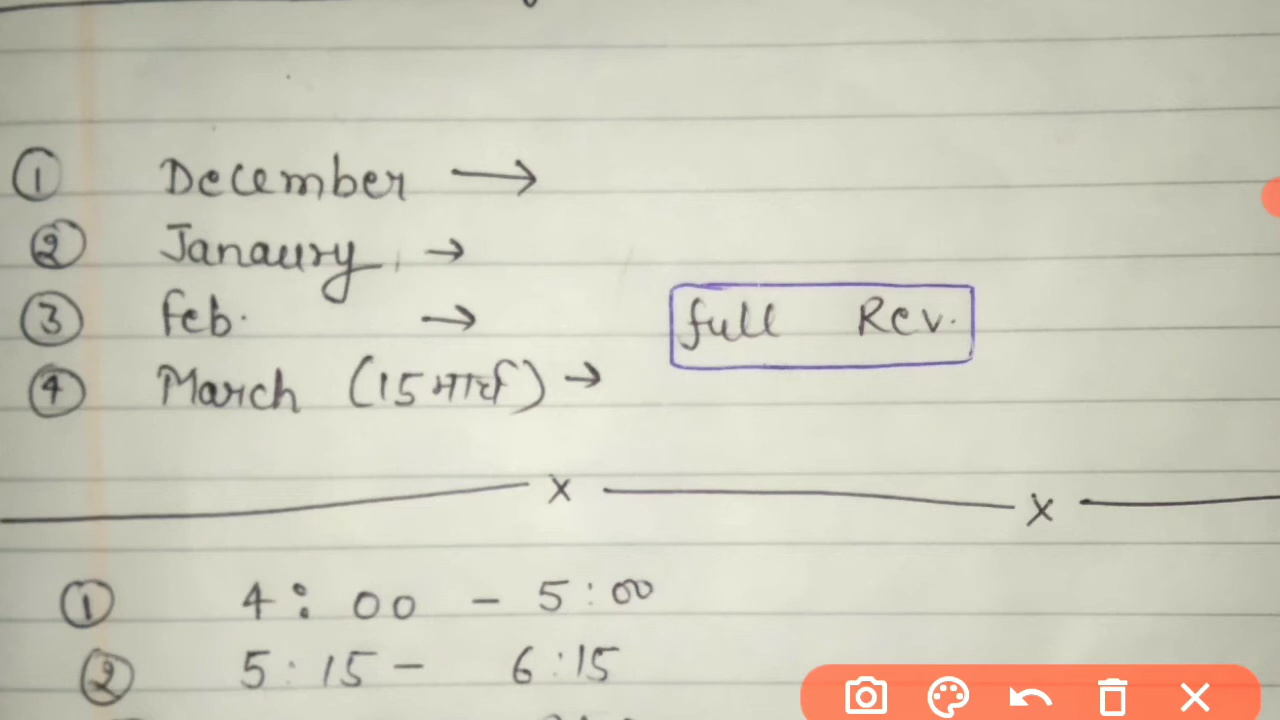 ① December →
② Janaury →
③ feb. →
full Rev.
④ March (15 मार्च) →
x x
① 4:00 - 5:00
② 5:15 - 6:15